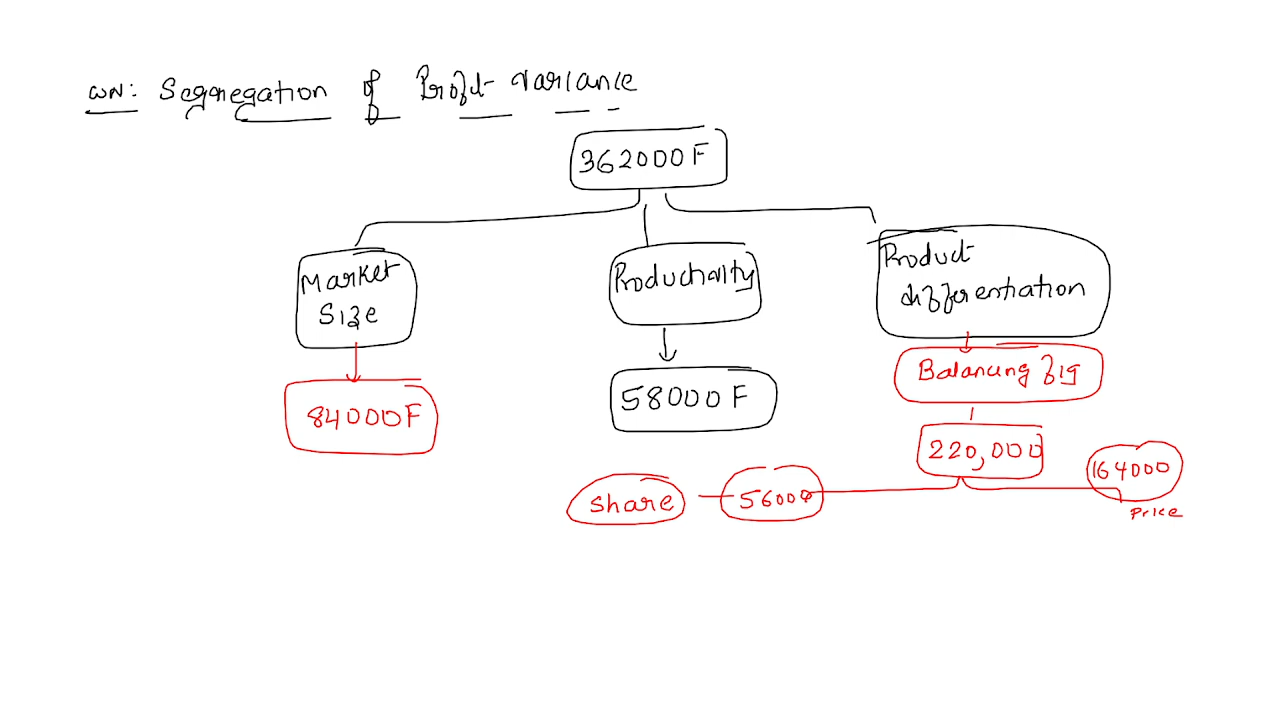 WN: Segregation of Profit Variance
362000F
Market
Size
Productivity
Product
differentiation
Balancing fig
84000F
58000F
220,000
164000
Share
56000
Price